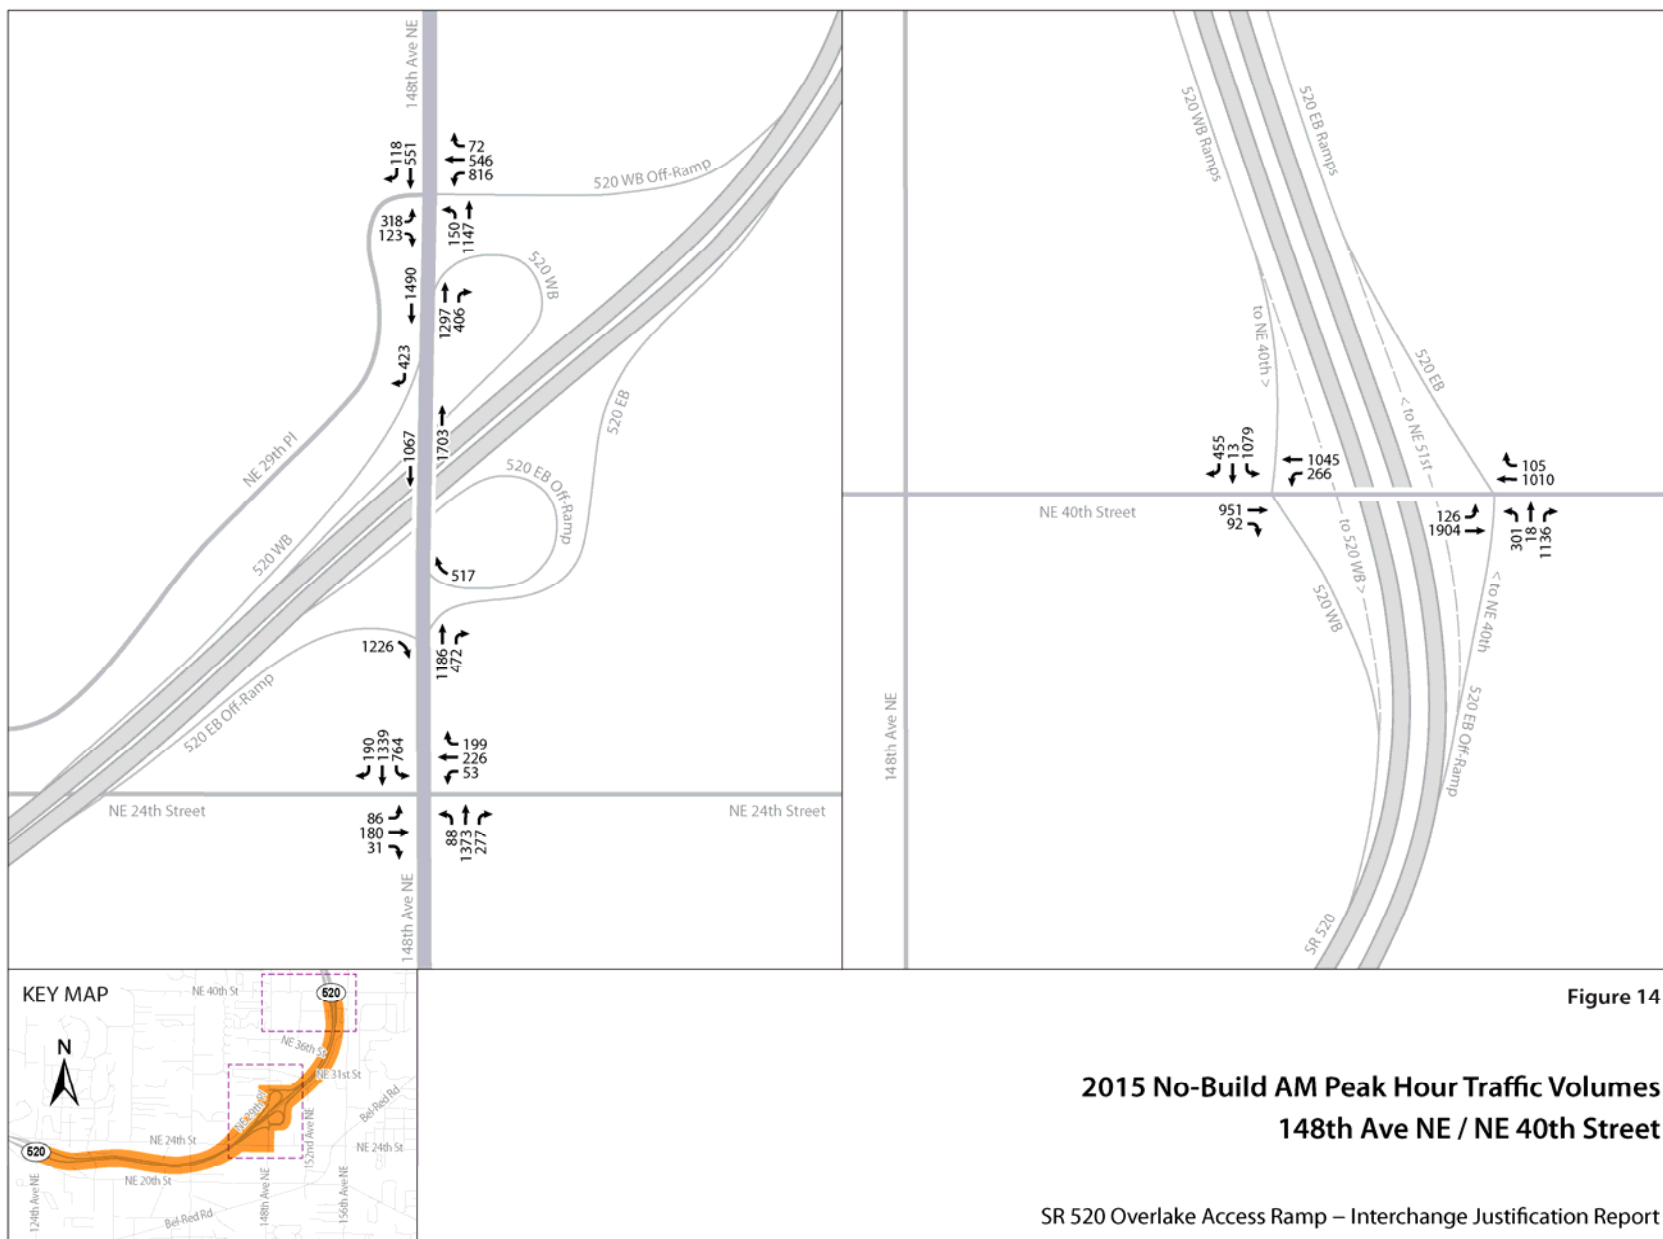 148th Ave NE
118
551
72
546
816
520 WB Off-Ramp
318
123
150
1147
1490
520 WB
1297
406
423
NE 29th Pl
1067
1703
520 EB
520 EB Off-Ramp
520 WB
517
1226
1186
472
520 EB Off-Ramp
190
1339
764
199
226
53
NE 24th Street
NE 24th Street
86
180
31
88
1373
277
148th Ave NE
520 WB Ramps
520 EB Ramps
to NE 40th >
520 EB
< to NE 51st
455
13
1079
1045
266
105
1010
951
92
NE 40th Street
126
1904
301
18
1136
to 520 WB >
520 WB
< to NE 40th
148th Ave NE
520 EB Off-Ramp
SR 520
KEY MAP
N
NE 40th St
520
NE 36th St
NE 31st St
NE 29th Pl
Bel-Red Rd
152nd Ave NE
NE 24th St
NE 24th St
520
NE 20th St
124th Ave NE
Bel-Red Rd
148th Ave NE
156th Ave NE
Figure 14
2015 No-Build AM Peak Hour Traffic Volumes
148th Ave NE / NE 40th Street
SR 520 Overlake Access Ramp – Interchange Justification Report